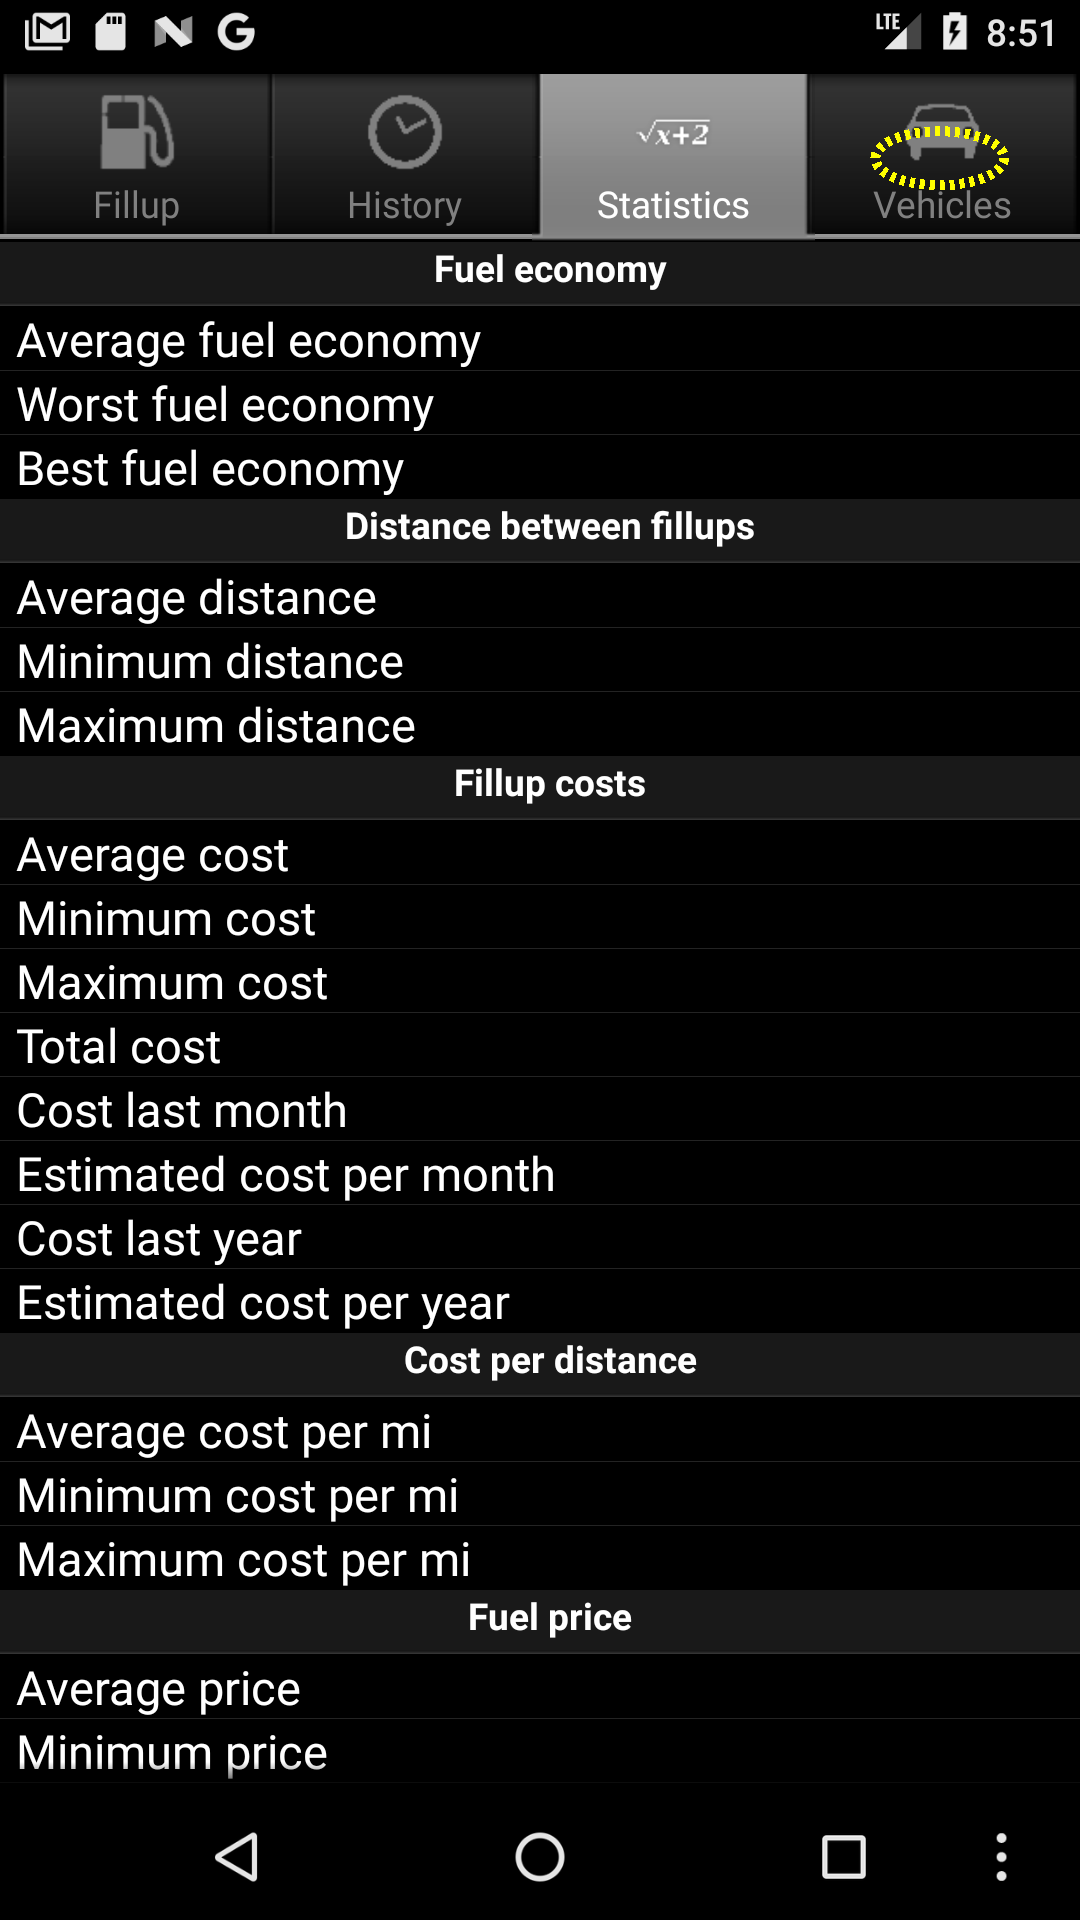 LTE 8:51
√x+2
Fillup History Statistics Vehicles
Fuel economy
Average fuel economy
Worst fuel economy
Best fuel economy
Distance between fillups
Average distance
Minimum distance
Maximum distance
Fillup costs
Average cost
Minimum cost
Maximum cost
Total cost
Cost last month
Estimated cost per month
Cost last year
Estimated cost per year
Cost per distance
Average cost per mi
Minimum cost per mi
Maximum cost per mi
Fuel price
Average price
Minimum price